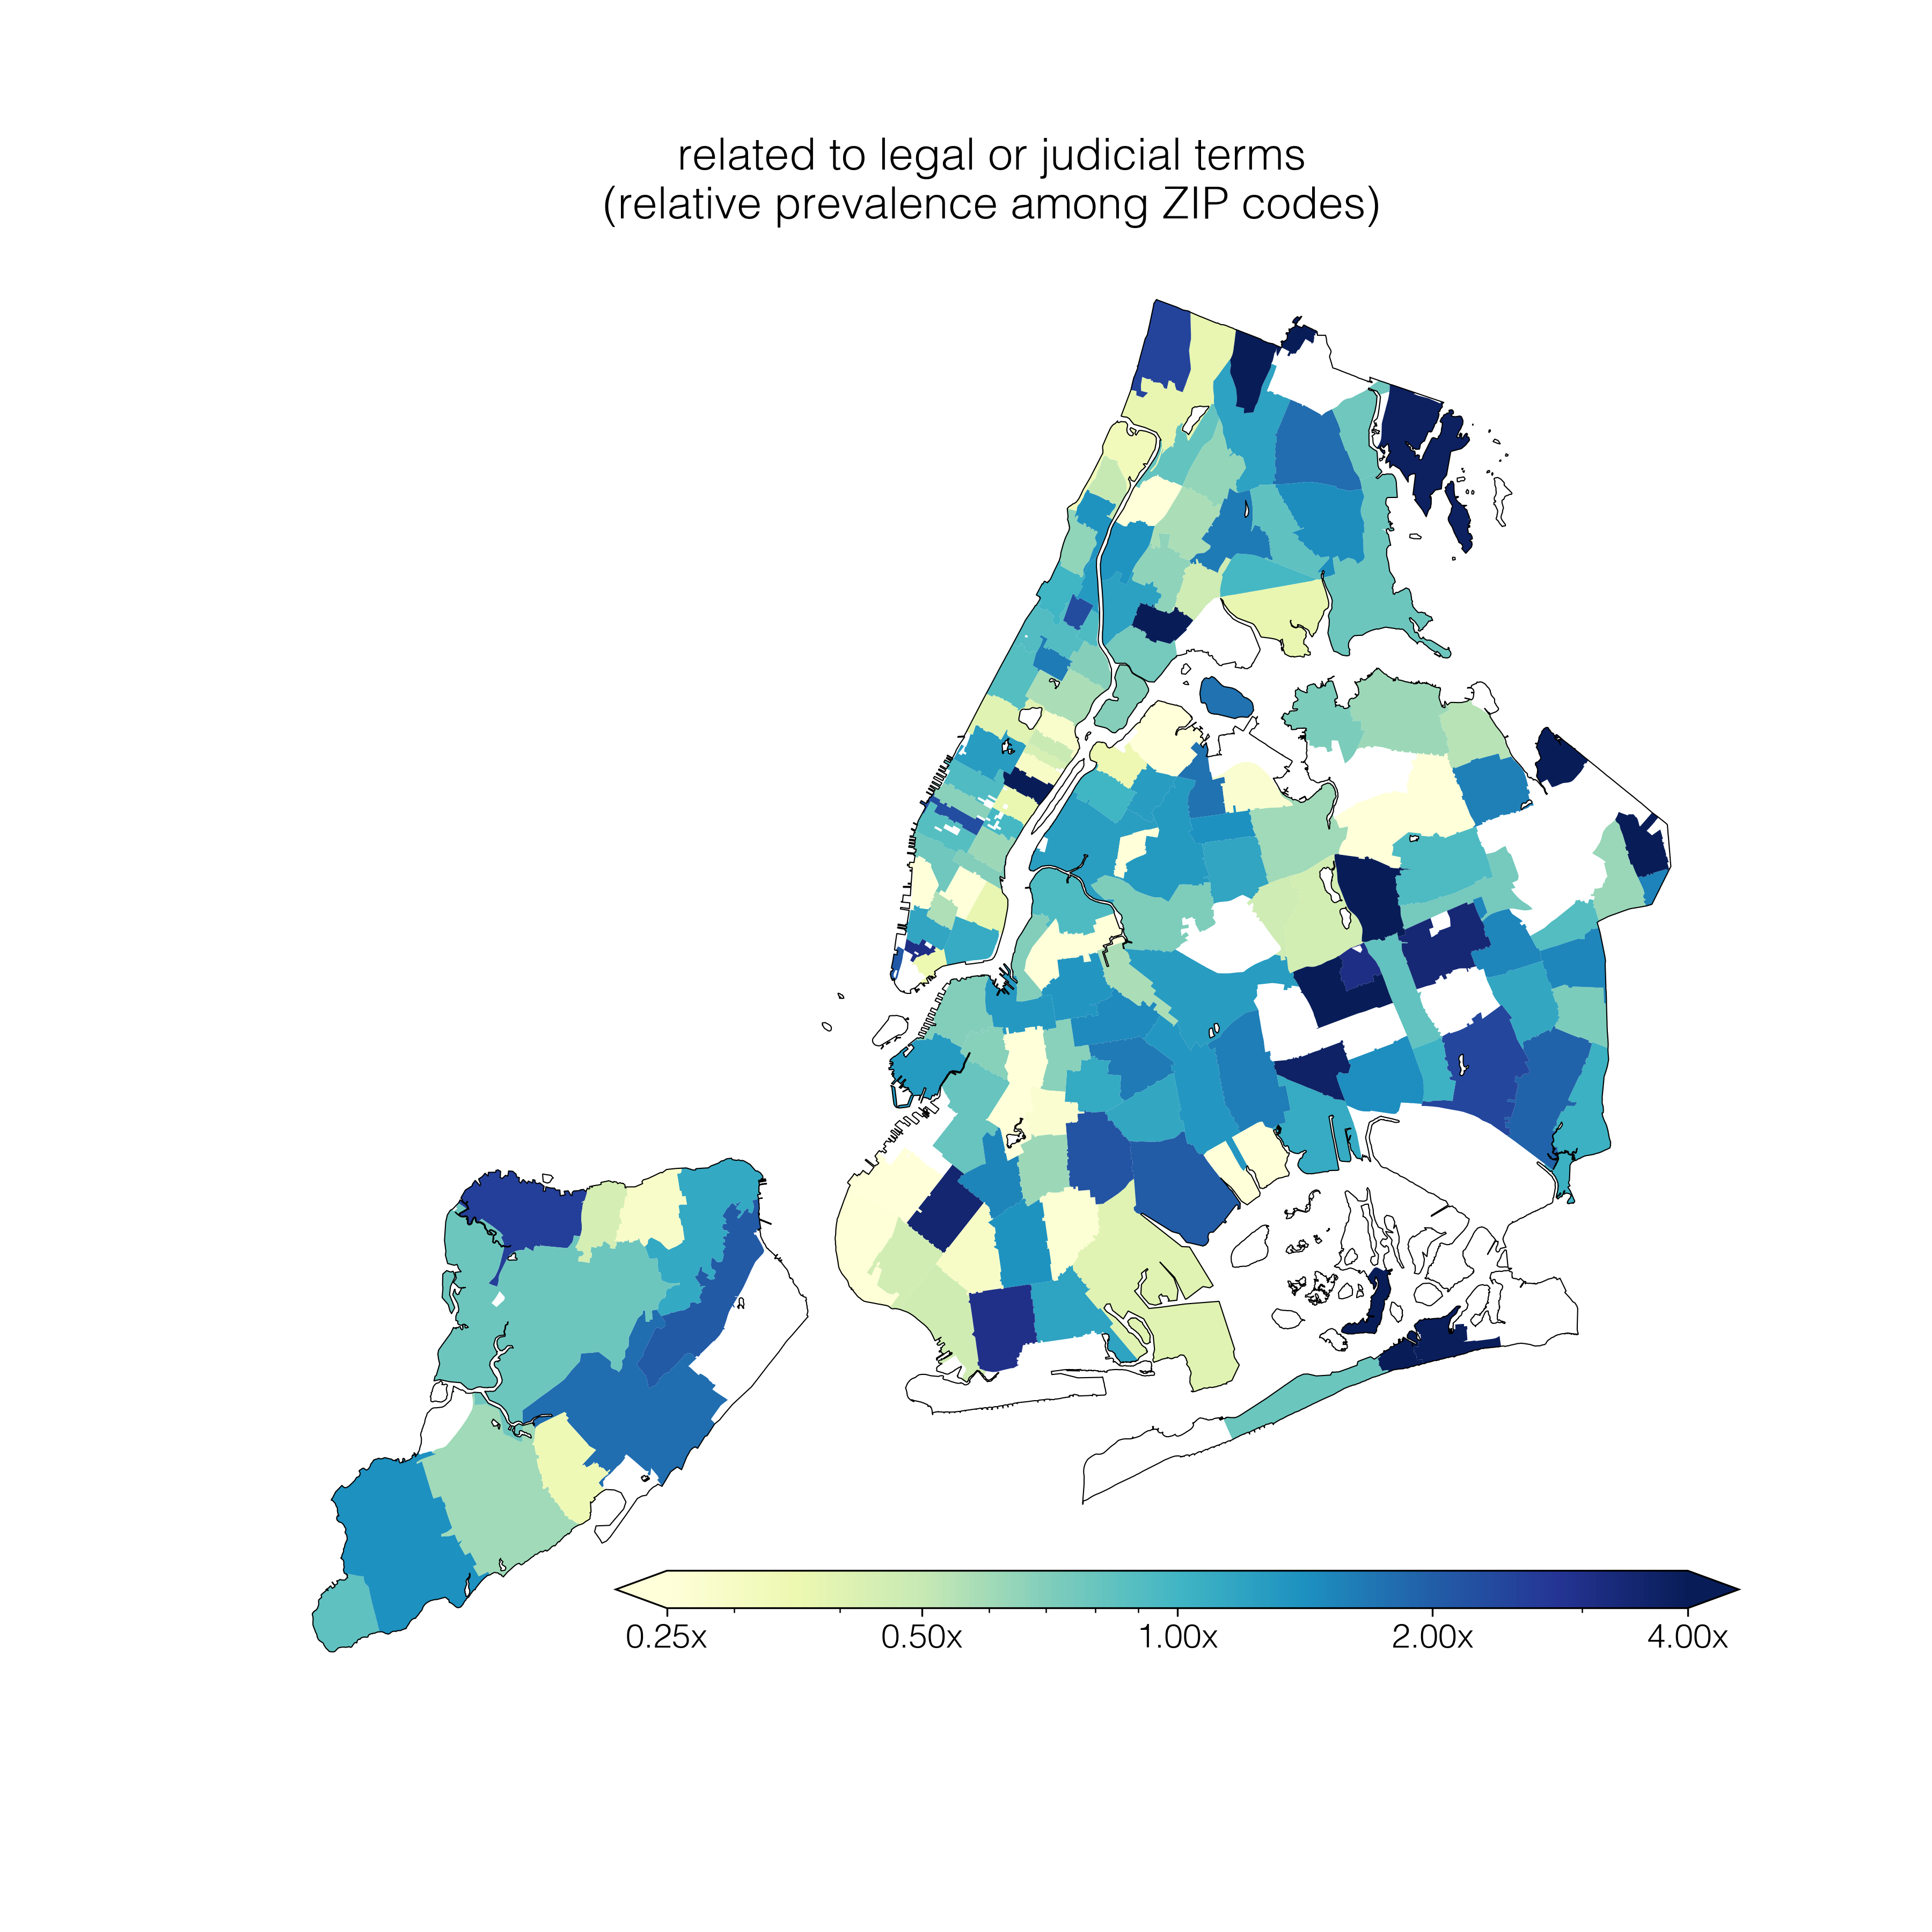 related to legal or judicial terms
(relative prevalence among ZIP codes)
0.25x 0.50x 1.00x 2.00x 4.00x